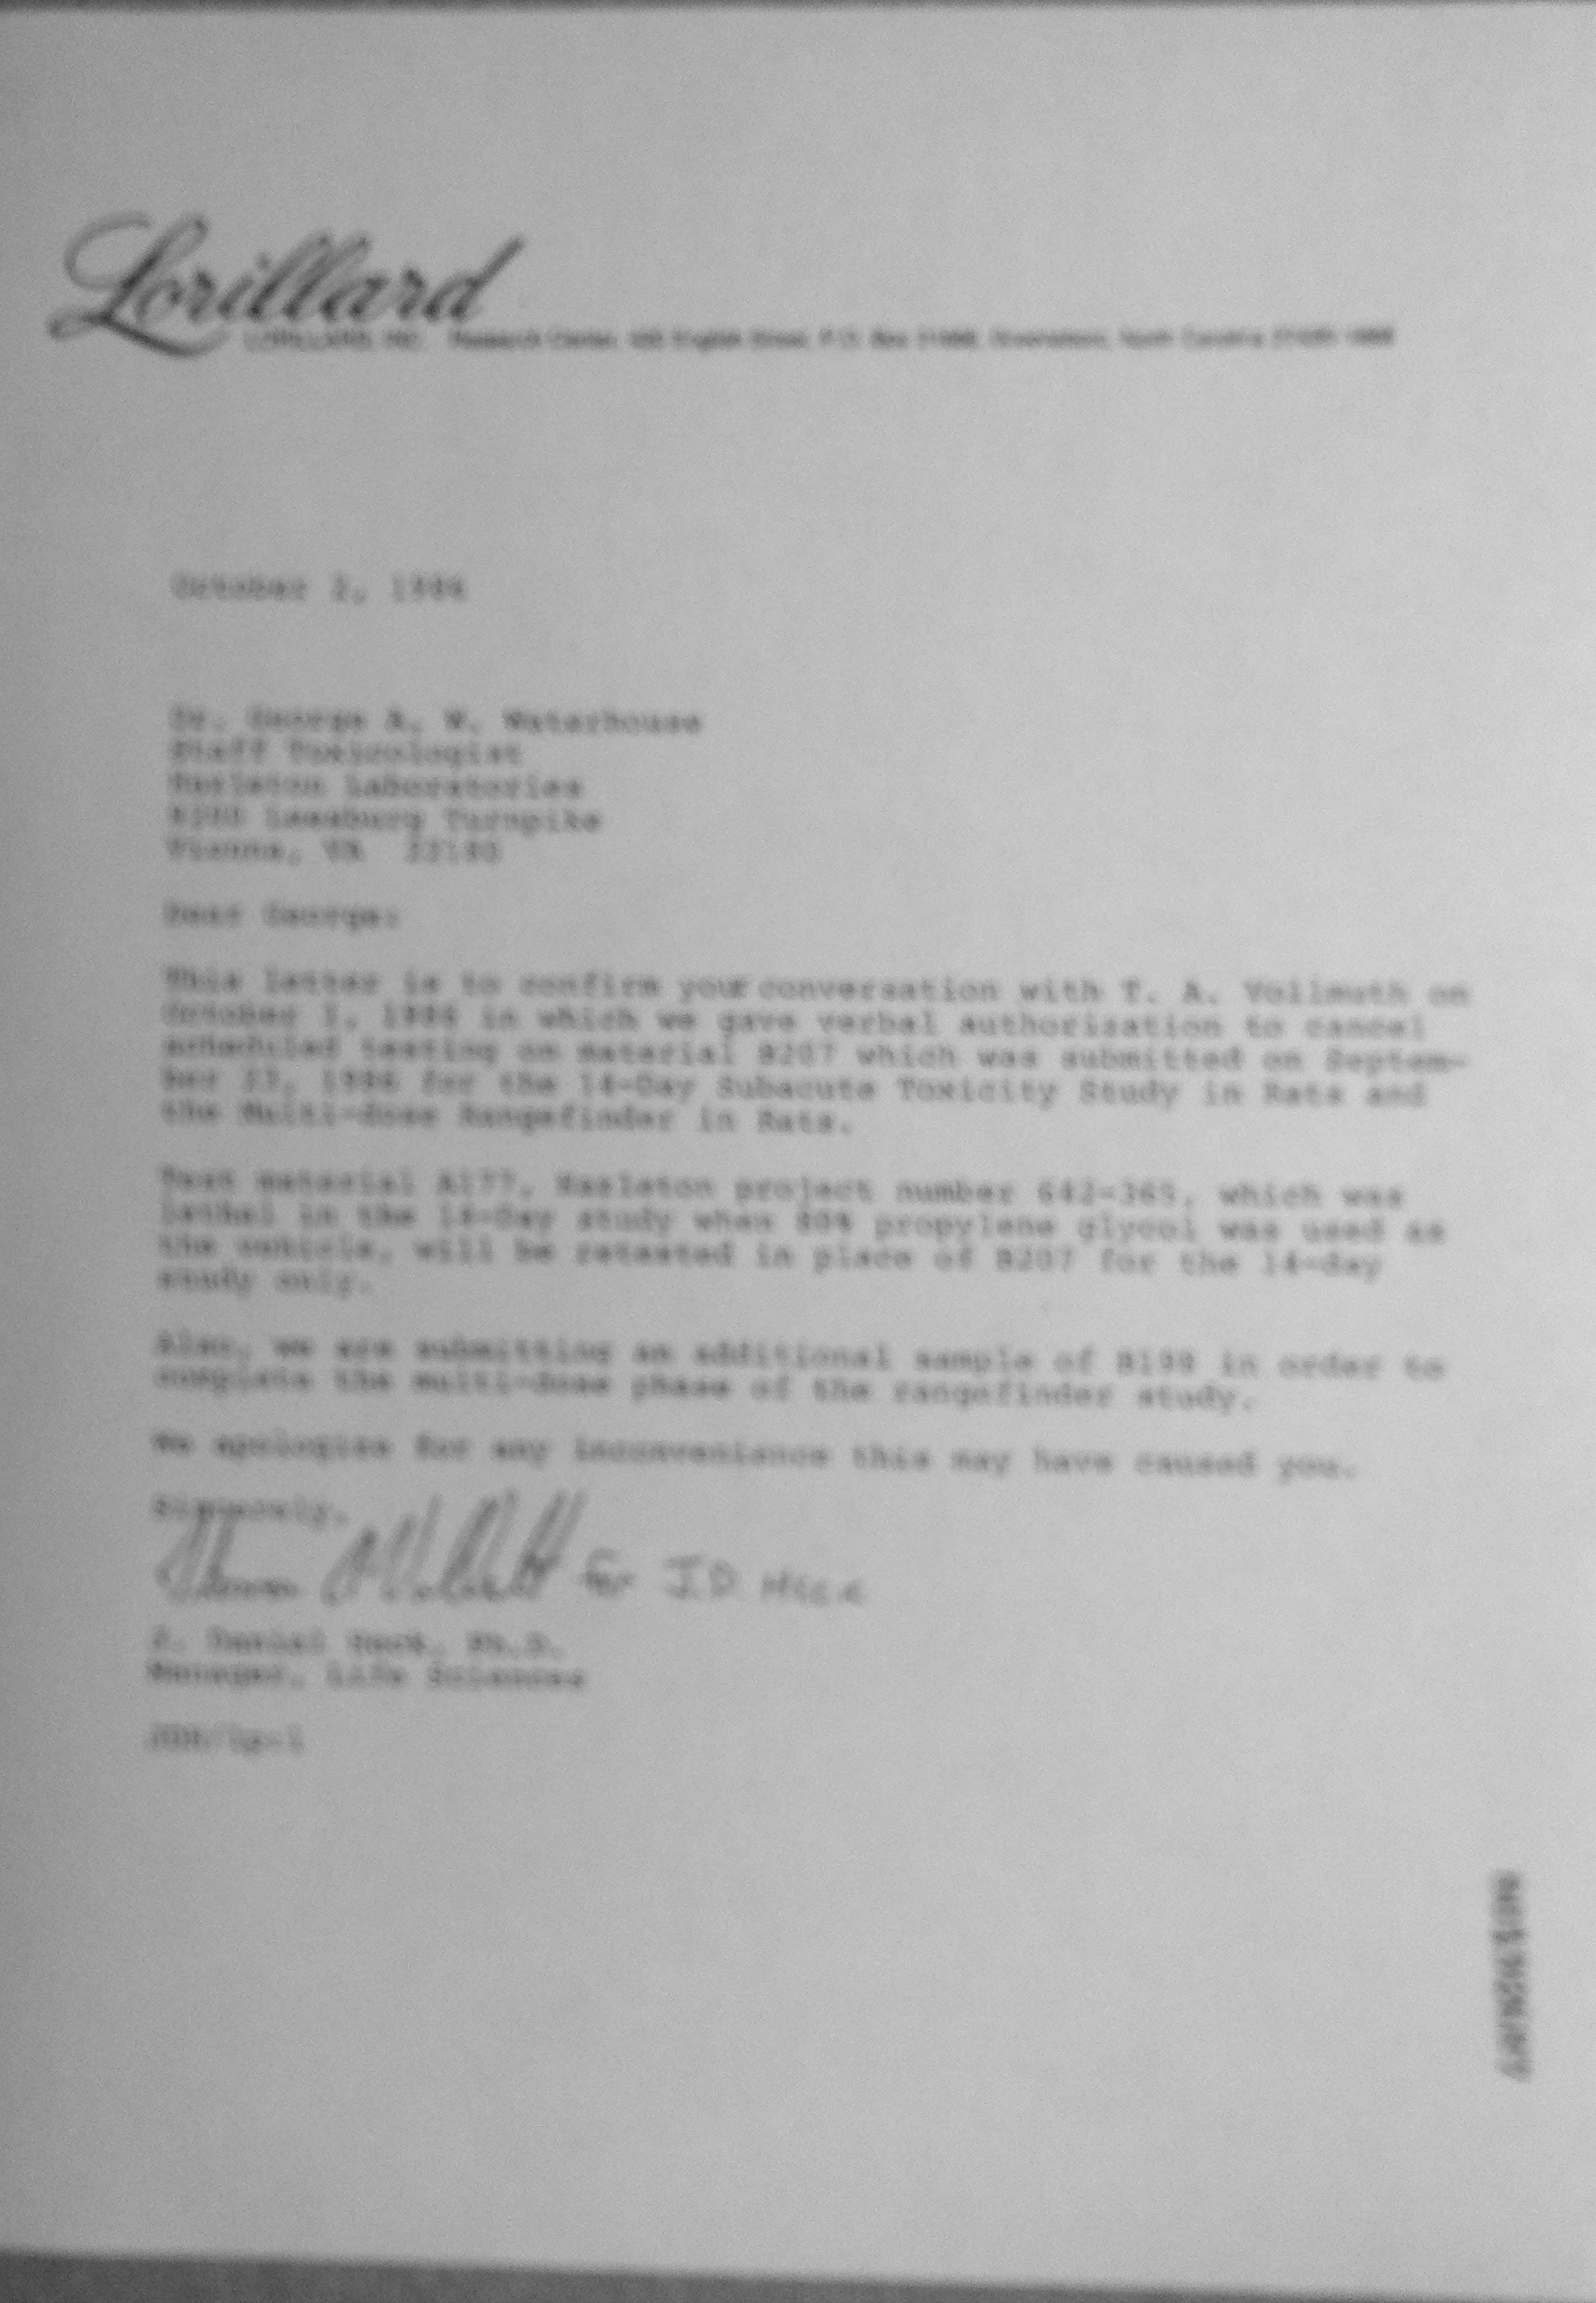 Lorillard
LORILLARD, INC. Research Center, 420 English Street, P.O. Box 21688, Greensboro, North Carolina 27420-1688
October 2, 1986
Dr. George A. W. Waterhouse
Staff Toxicologist
Hazleton Laboratories
9200 Leesburg Turnpike
Vienna, VA 22180
Dear George:
This letter is to confirm your conversation with T. A. Vollmuth on
October 1, 1986 in which we gave verbal authorization to cancel
scheduled testing on material B207 which was submitted on Septem-
ber 23, 1986 for the 14-Day Subacute Toxicity Study in Rats and
the Multi-dose Rangefinder in Rats.
Test material A177, Hazleton project number 642-365, which was
lethal in the 14-Day study when 80% propylene glycol was used as
the vehicle, will be retested in place of B207 for the 14-day
study only.
Also, we are submitting an additional sample of B198 in order to
complete the multi-dose phase of the rangefinder study.
We apologize for any inconvenience this may have caused you.
Sincerely,
for J.D. Heck
J. Daniel Heck, Ph.D.
Manager, Life Sciences
JDH/lp-1